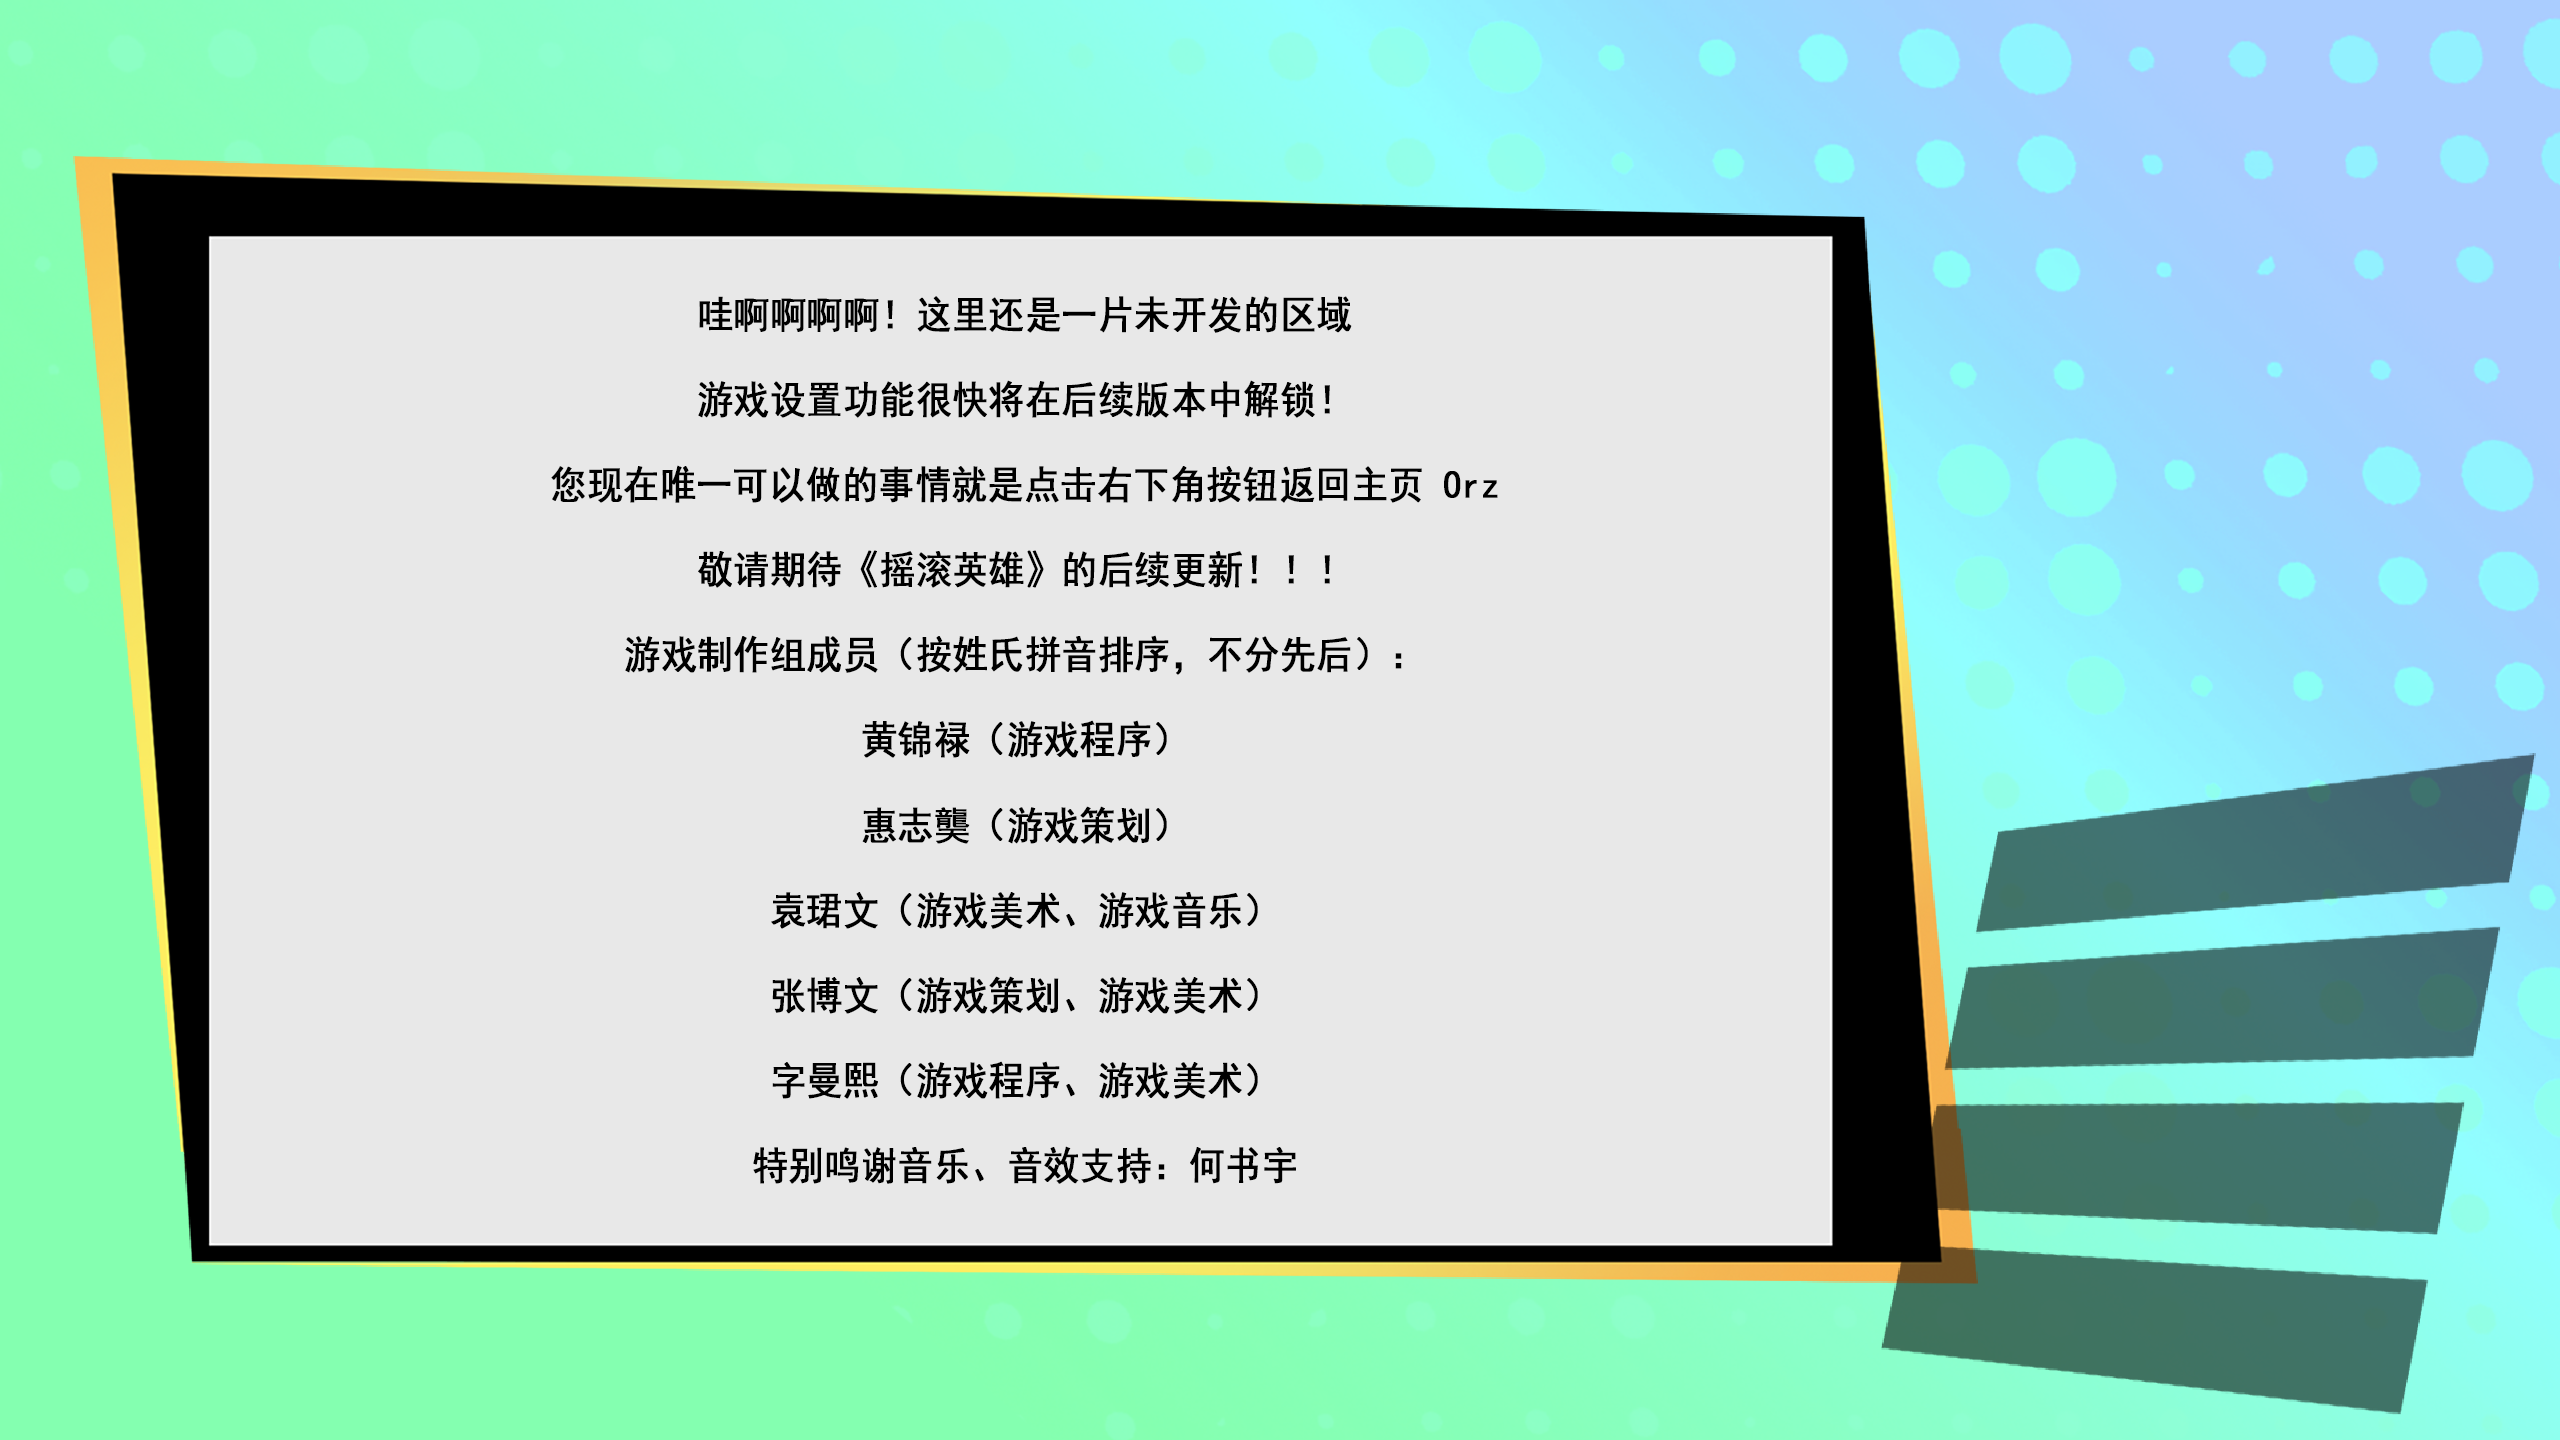 哇啊啊啊啊！这里还是一片未开发的区域
游戏设置功能很快将在后续版本中解锁！
您现在唯一可以做的事情就是点击右下角按钮返回主页 Orz
敬请期待《摇滚英雄》的后续更新！！！
游戏制作组成员（按姓氏拼音排序，不分先后）：
黄锦禄（游戏程序）
惠志龑（游戏策划）
袁珺文（游戏美术、游戏音乐）
张博文（游戏策划、游戏美术）
字曼熙（游戏程序、游戏美术）
特别鸣谢音乐、音效支持：何书宇